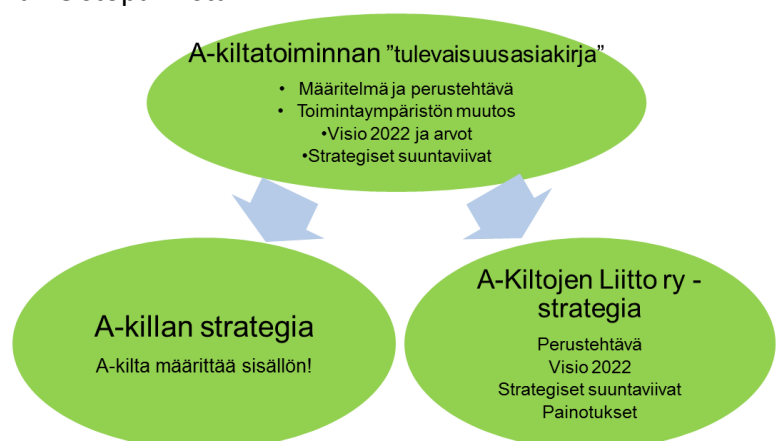 A-kiltatoiminnan ”tulevaisuusasiakirja”
• Määritelmä ja perustehtävä
• Toimintaympäristön muutos
•Visio 2022 ja arvot
•Strategiset suuntaviivat
A-killan strategia
A-kilta määrittää sisällön!
A-Kiltojen Liitto ry -
strategia
Perustehtävä
Visio 2022
Strategiset suuntaviivat
Painotukset